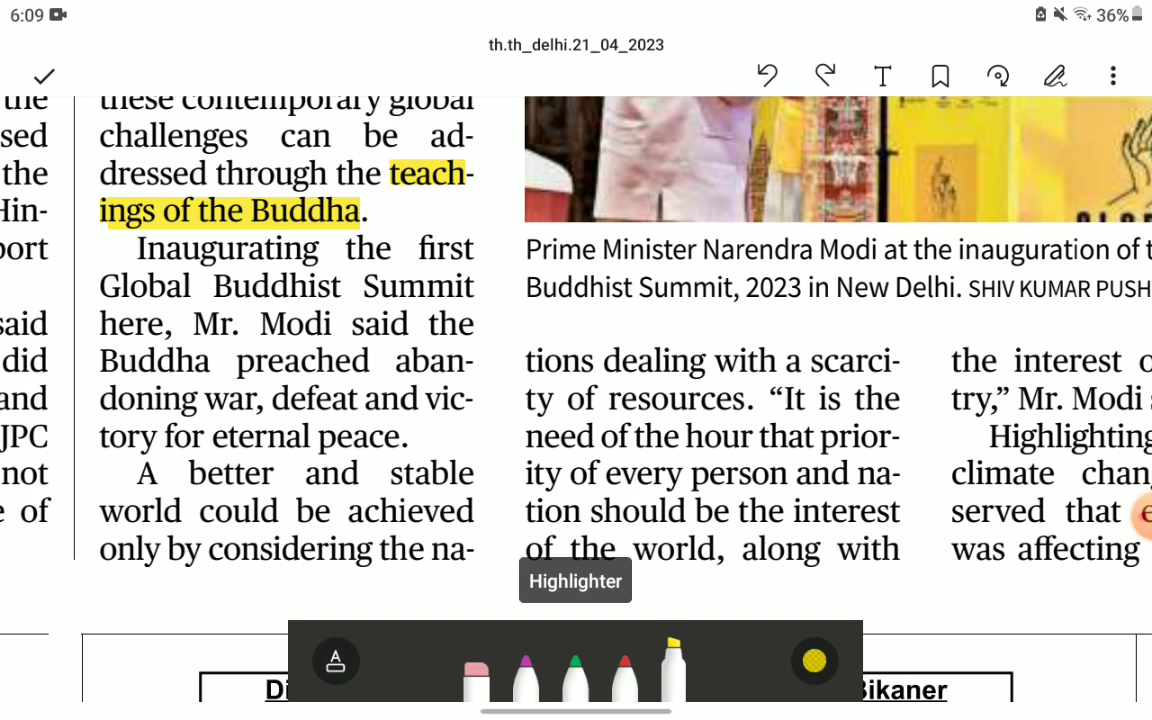 6:09
36%
th.th_delhi.21_04_2023
the
sed
the
Hin-
port
said
did
and
JPC
not
e of
these contemporary global
challenges can be ad-
dressed through the teach-
ings of the Buddha.
Inaugurating the first
Global Buddhist Summit
here, Mr. Modi said the
Buddha preached aban-
doning war, defeat and vic-
tory for eternal peace.
A better and stable
world could be achieved
only by considering the na-
Prime Minister Narendra Modi at the inauguration of t
Buddhist Summit, 2023 in New Delhi. SHIV KUMAR PUSH
tions dealing with a scarci-
ty of resources. “It is the
need of the hour that prior-
ity of every person and na-
tion should be the interest
of the world, along with
the interest o
try,” Mr. Modi s
Highlighting
climate chang
served that e
was affecting
Highlighter
A
Di
Bikaner